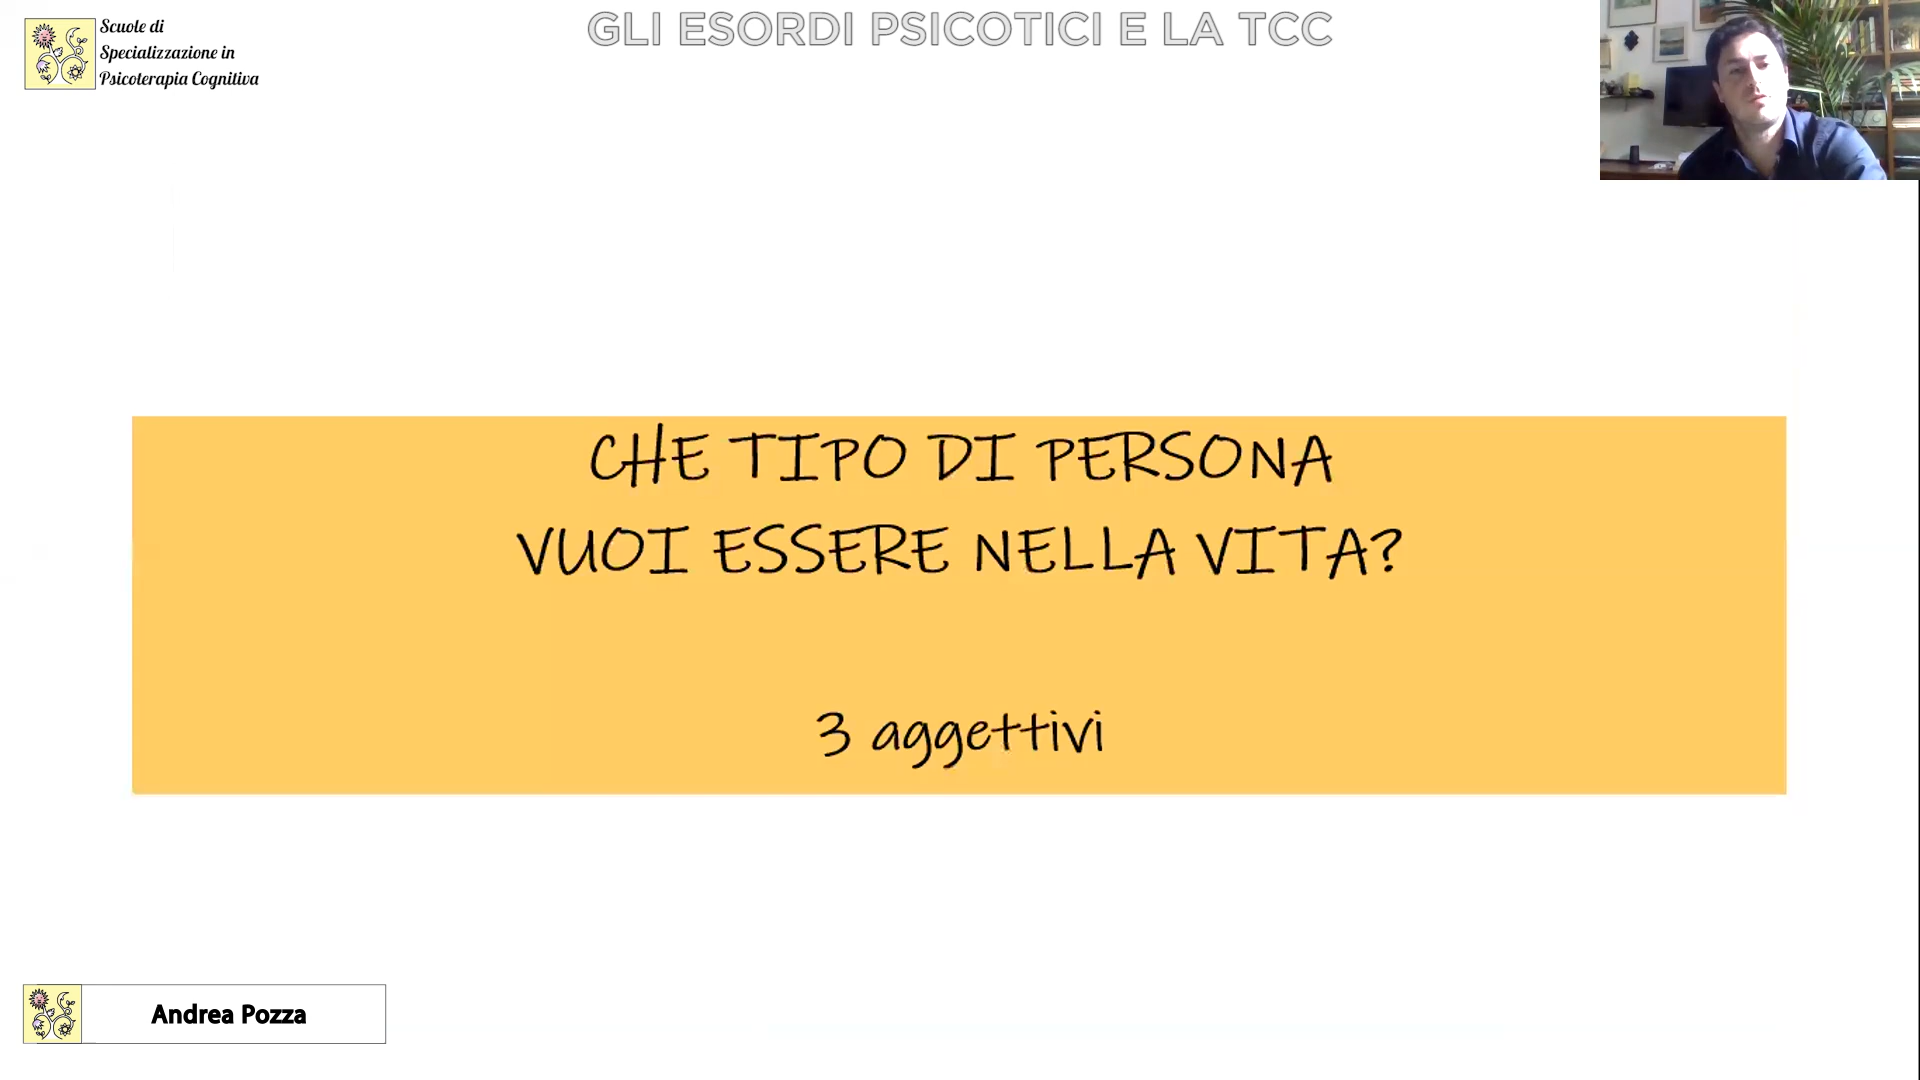 Scuole di
Specializzazione in
Psicoterapia Cognitiva
GLI ESORDI PSICOTICI E LA TCC
CHE TIPO DI PERSONA
VUOI ESSERE NELLA VITA?
3 aggettivi
Andrea Pozza